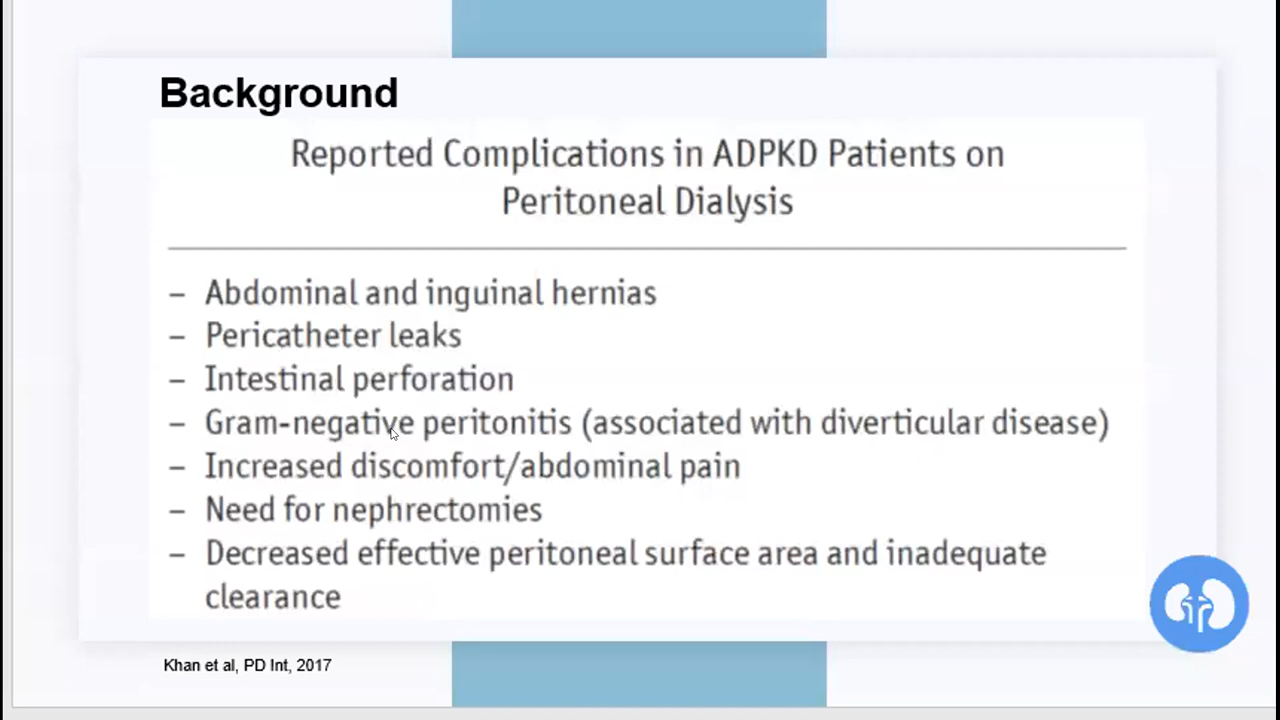 Background
Reported Complications in ADPKD Patients on
Peritoneal Dialysis
– Abdominal and inguinal hernias
– Pericatheter leaks
– Intestinal perforation
– Gram-negative peritonitis (associated with diverticular disease)
– Increased discomfort/abdominal pain
– Need for nephrectomies
– Decreased effective peritoneal surface area and inadequate
clearance
Khan et al, PD Int, 2017